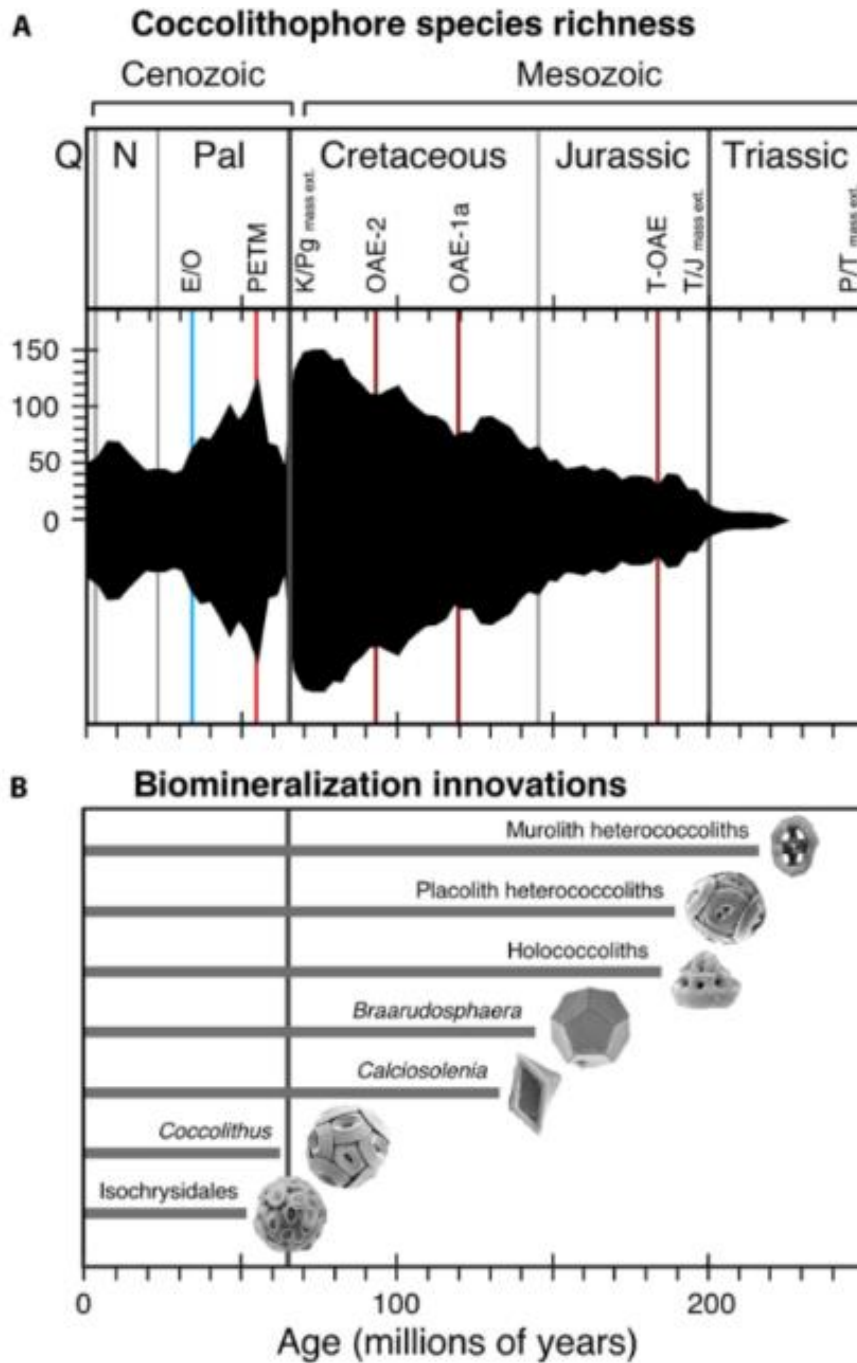 A Coccolithophore species richness
Cenozoic Mesozoic
Q N Pal Cretaceous Jurassic Triassic
E/O PETM K/Pg mass ext. OAE-2 OAE-1a T-OAE T/J mass ext. P/T mass ext.
150
100
50
0
B Biomineralization innovations
Murolith heterococcoliths
Placolith heterococcoliths
Holococcoliths
Braarudosphaera
Calciosolenia
Coccolithus
Isochrysidales
0 100 200
Age (millions of years)